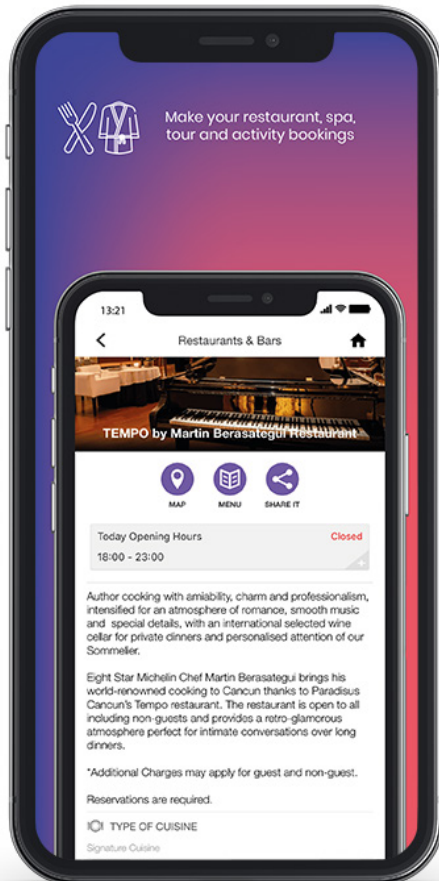 Make your restaurant, spa,
tour and activity bookings
13:21
Restaurants & Bars
TEMPO by Martin Berasategui Restaurant
MAP MENU SHARE IT
Today Opening Hours Closed
18:00 - 23:00
Author cooking with amiability, charm and professionalism,
intensified for an atmosphere of romance, smooth music
and special details, with an international selected wine
cellar for private dinners and personalised attention of our
Sommelier.
Eight Star Michelin Chef Martin Berasategui brings his
world-renowned cooking to Cancun thanks to Paradisus
Cancun's Tempo restaurant. The restaurant is open to all
including non-guests and provides a retro-glamorous
atmosphere perfect for intimate conversations over long
dinners.
*Additional Charges may apply for guest and non-guest.
Reservations are required.
TYPE OF CUISINE
Signature Cuisine